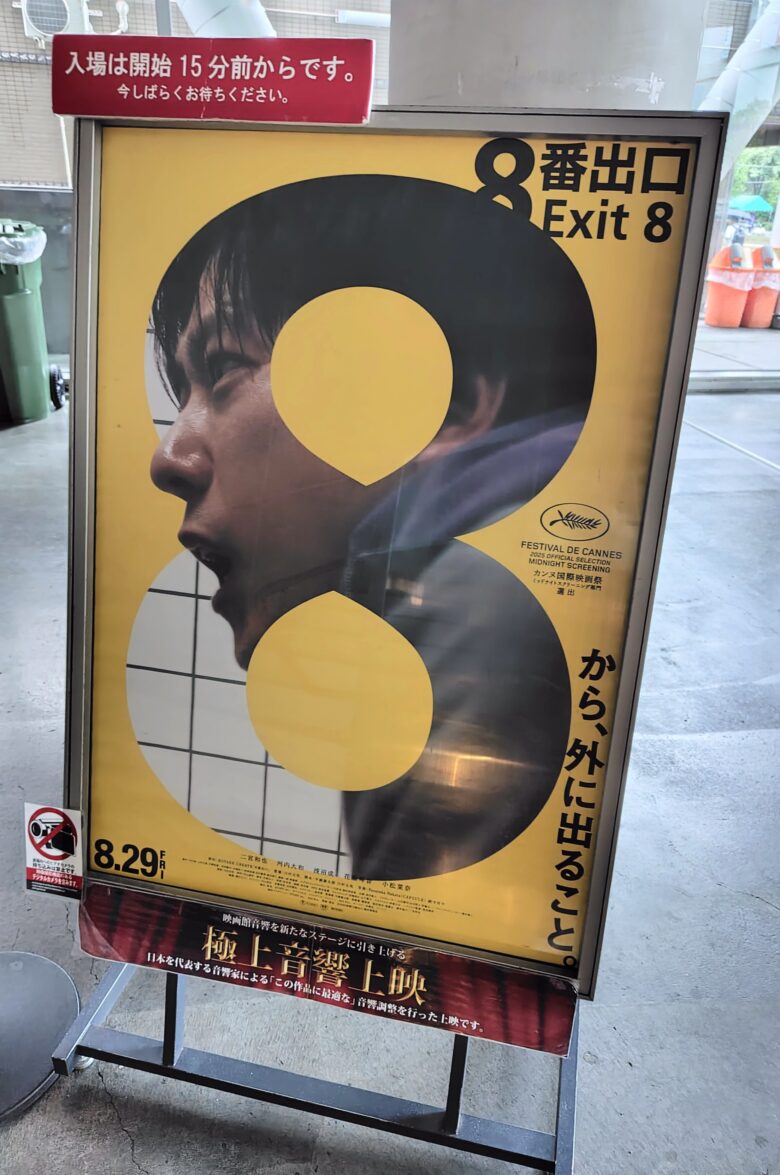 入場は開始15分前からです。
今しばらくお待ちください。
8番出口
Exit 8
8
FESTIVAL DE CANNES
2025 OFFICIAL SELECTION
MIDNIGHT SCREENING
カンヌ国際映画祭
ミッドナイトスクリーニング部門
選出
から、外に出ること。
8.29 FRI
二宮和也 河内大和 浅沼成 花瀬琴音 小松菜奈
映画館音響を新たなステージに引き上げる
極上音響上映
日本を代表する音響家による「この作品に最適な」音響調整を行った上映です。